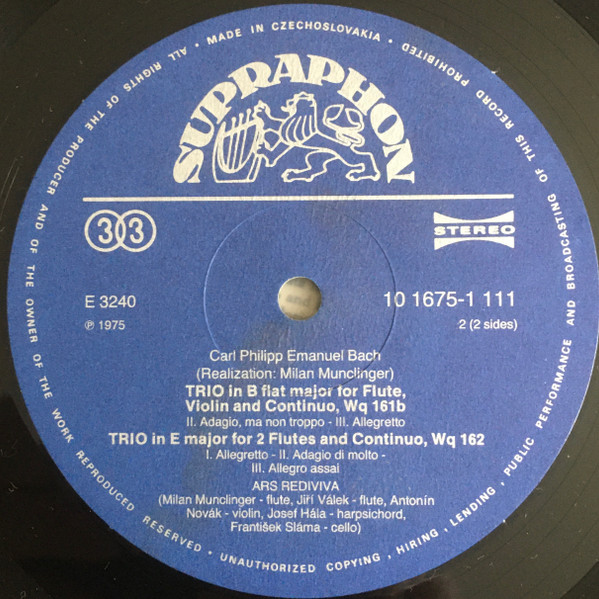 • MADE IN CZECHOSLOVAKIA •
ALL RIGHTS OF THE PRODUCER AND OF THE OWNER OF THE WORK REPRODUCED RESERVED • UNAUTHORIZED COPYING, HIRING, LENDING, PUBLIC PERFORMANCE AND BROADCASTING OF THIS RECORD PROHIBITED
SUPRAPHON
33
STEREO
E 3240
10 1675-1 111
℗ 1975
2 (2 sides)
and
Carl Philipp Emanuel Bach
(Realization: Milan Munclinger)
TRIO in B flat major for Flute,
Violin and Continuo, Wq 161b
II. Adagio, ma non troppo - III. Allegretto
TRIO in E major for 2 Flutes and Continuo, Wq 162
I. Allegretto - II. Adagio di molto -
III. Allegro assai
ARS REDIVIVA
(Milan Munclinger - flute, Jiří Válek - flute, Antonín
Novák - violin, Josef Hála - harpsichord,
František Sláma - cello)